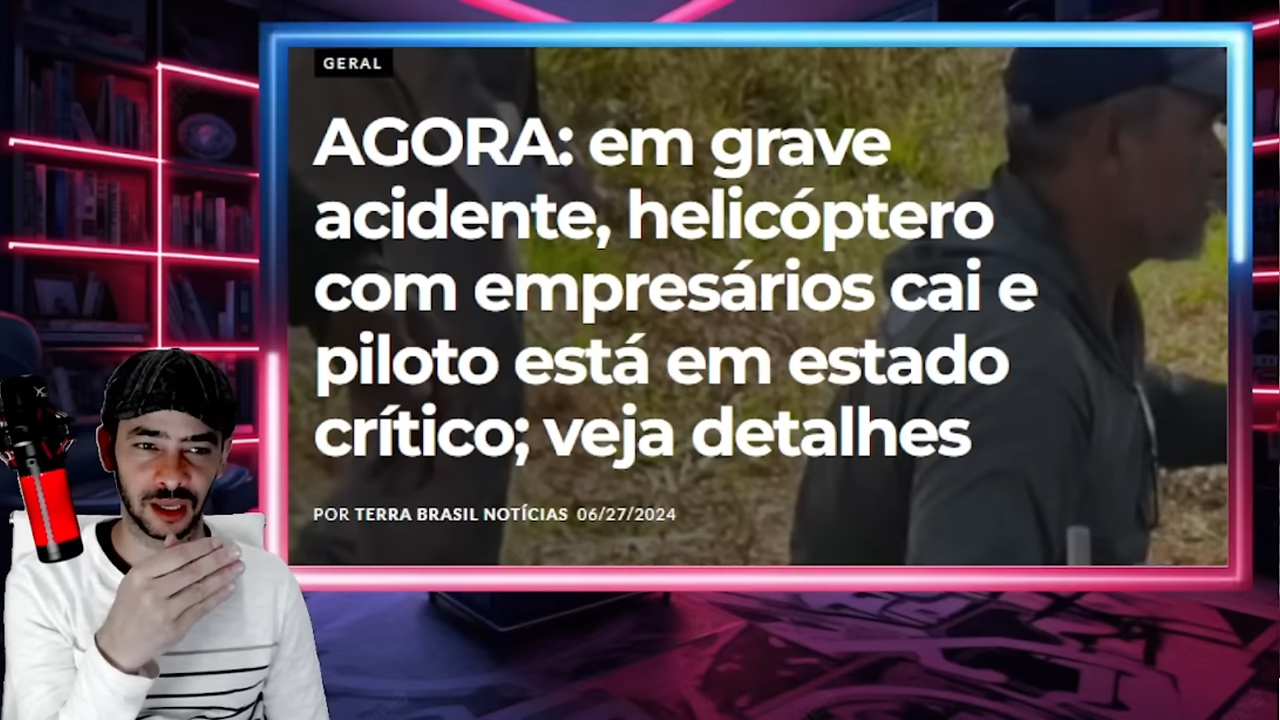 GERAL
AGORA: em grave
acidente, helicóptero
com empresários cai e
piloto está em estado
crítico; veja detalhes
POR TERRA BRASIL NOTÍCIAS 06/27/2024